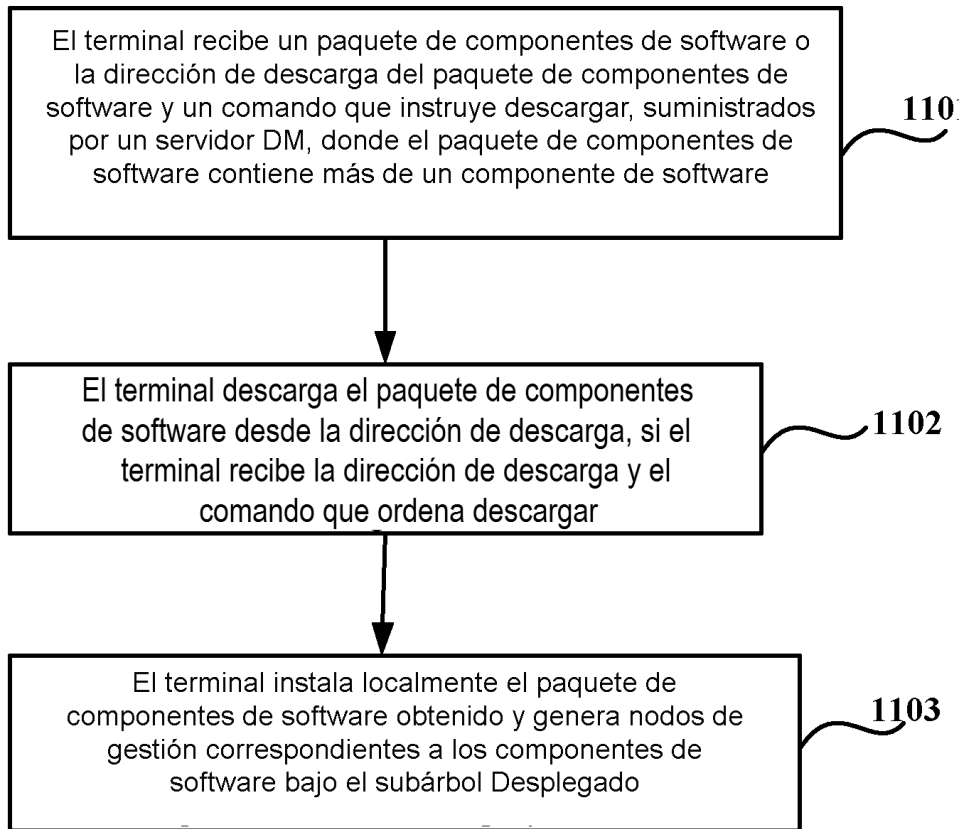 El terminal recibe un paquete de componentes de software o
la dirección de descarga del paquete de componentes de
software y un comando que instruye descargar, suministrados
por un servidor DM, donde el paquete de componentes de
software contiene más de un componente de software
1101
El terminal descarga el paquete de componentes
de software desde la dirección de descarga, si el
terminal recibe la dirección de descarga y el
comando que ordena descargar
1102
El terminal instala localmente el paquete de
componentes de software obtenido y genera nodos de
gestión correspondientes a los componentes de
software bajo el subárbol Desplegado
1103